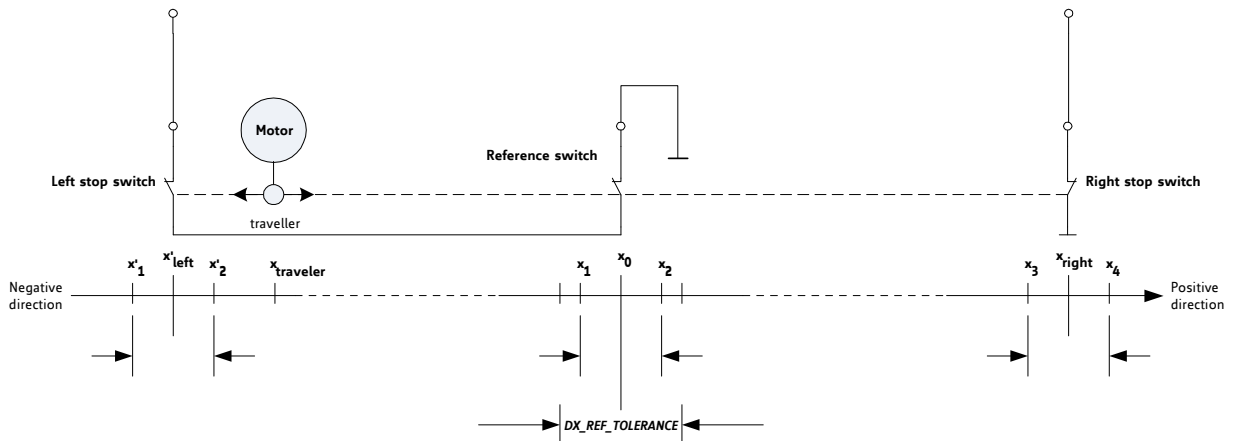 Motor
Reference switch
Left stop switch
Right stop switch
traveller
x'1
x'left
x'2
xtraveler
x1
x0
x2
x3
xright
x4
Negative
direction
Positive
direction
DX_REF_TOLERANCE